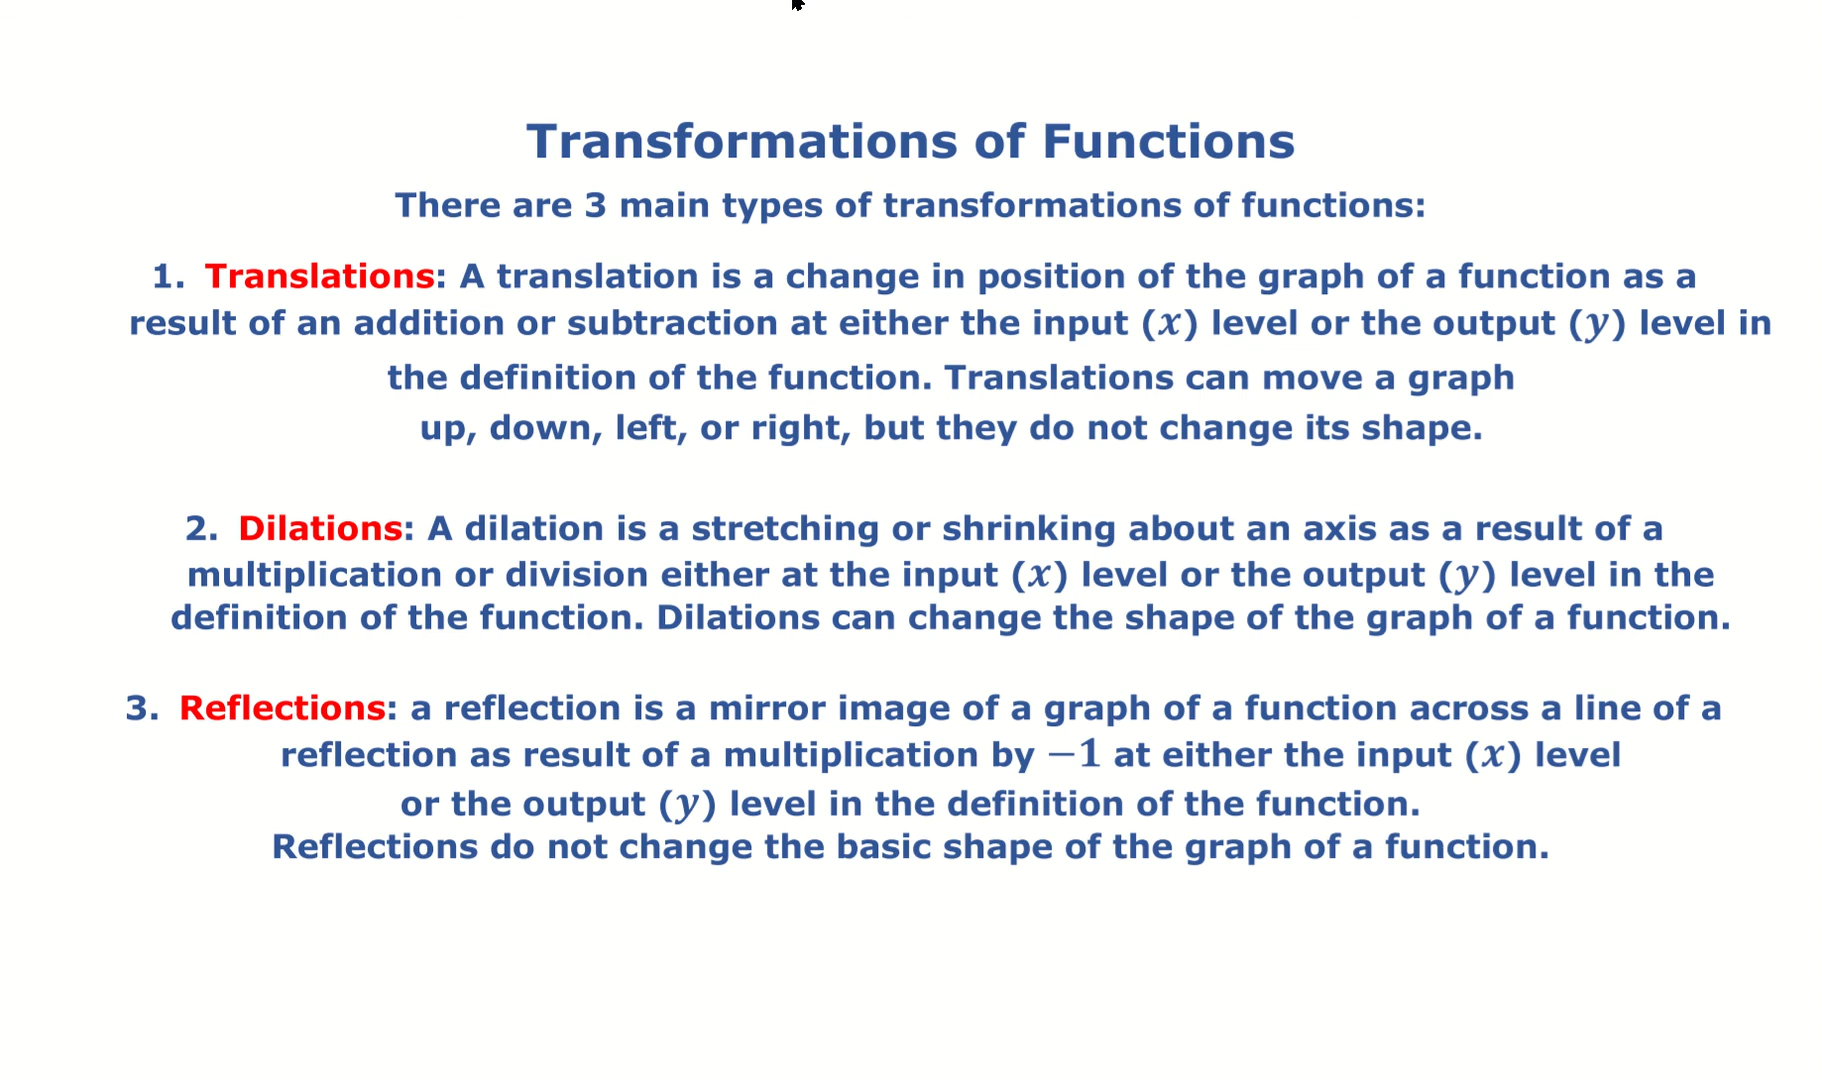 Transformations of Functions
There are 3 main types of transformations of functions:
1. Translations: A translation is a change in position of the graph of a function as a
result of an addition or subtraction at either the input (x) level or the output (y) level in
the definition of the function. Translations can move a graph
up, down, left, or right, but they do not change its shape.
2. Dilations: A dilation is a stretching or shrinking about an axis as a result of a
multiplication or division either at the input (x) level or the output (y) level in the
definition of the function. Dilations can change the shape of the graph of a function.
3. Reflections: a reflection is a mirror image of a graph of a function across a line of a
reflection as result of a multiplication by −1 at either the input (x) level
or the output (y) level in the definition of the function.
Reflections do not change the basic shape of the graph of a function.